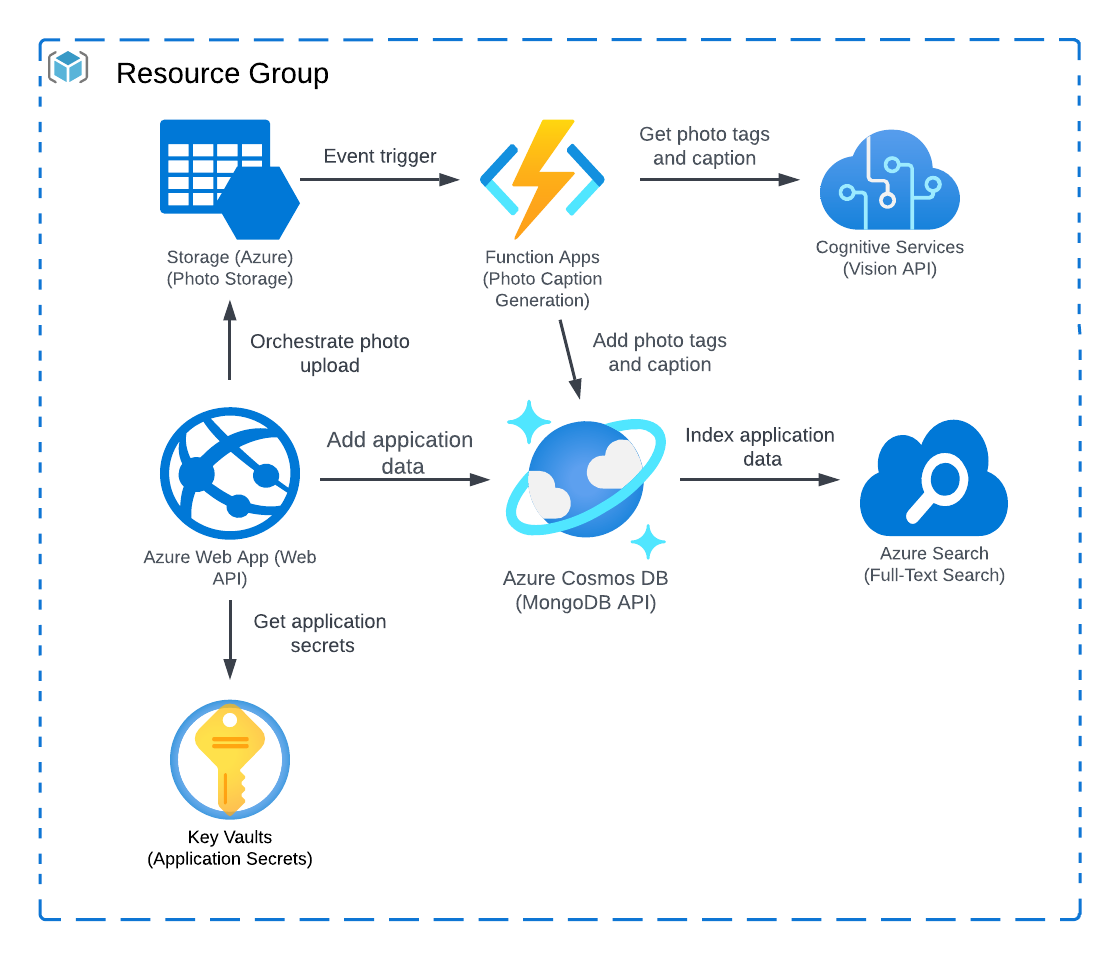 Resource Group
Event trigger
Get photo tags
and caption
Storage (Azure)
(Photo Storage)
Function Apps
(Photo Caption
Generation)
Cognitive Services
(Vision API)
Orchestrate photo
upload
Add photo tags
and caption
Add appication
data
Index application
data
Azure Web App (Web
API)
Azure Cosmos DB
(MongoDB API)
Azure Search
(Full-Text Search)
Get application
secrets
Key Vaults
(Application Secrets)